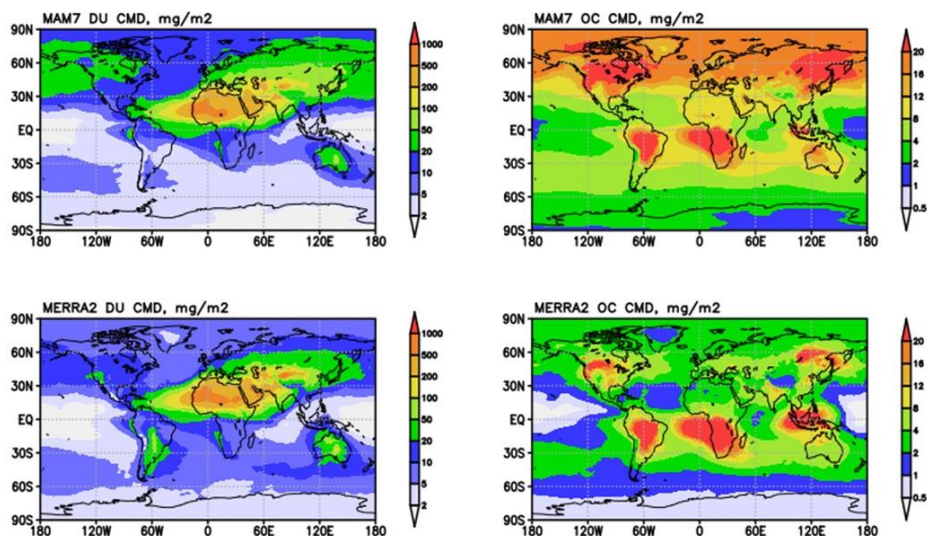 MAM7 DU CMD, mg/m2
90N
60N
30N
EQ
30S
60S
90S
180 120W 60W 0 60E 120E 180
1000
500
200
100
50
20
10
5
2
MAM7 OC CMD, mg/m2
90N
60N
30N
EQ
30S
60S
90S
180 120W 60W 0 60E 120E 180
20
16
12
8
4
2
1
0.5
MERRA2 DU CMD, mg/m2
90N
60N
30N
EQ
30S
60S
90S
180 120W 60W 0 60E 120E 180
1000
500
200
100
50
20
10
5
2
MERRA2 OC CMD, mg/m2
90N
60N
30N
EQ
30S
60S
90S
180 120W 60W 0 60E 120E 180
20
16
12
8
4
2
1
0.5